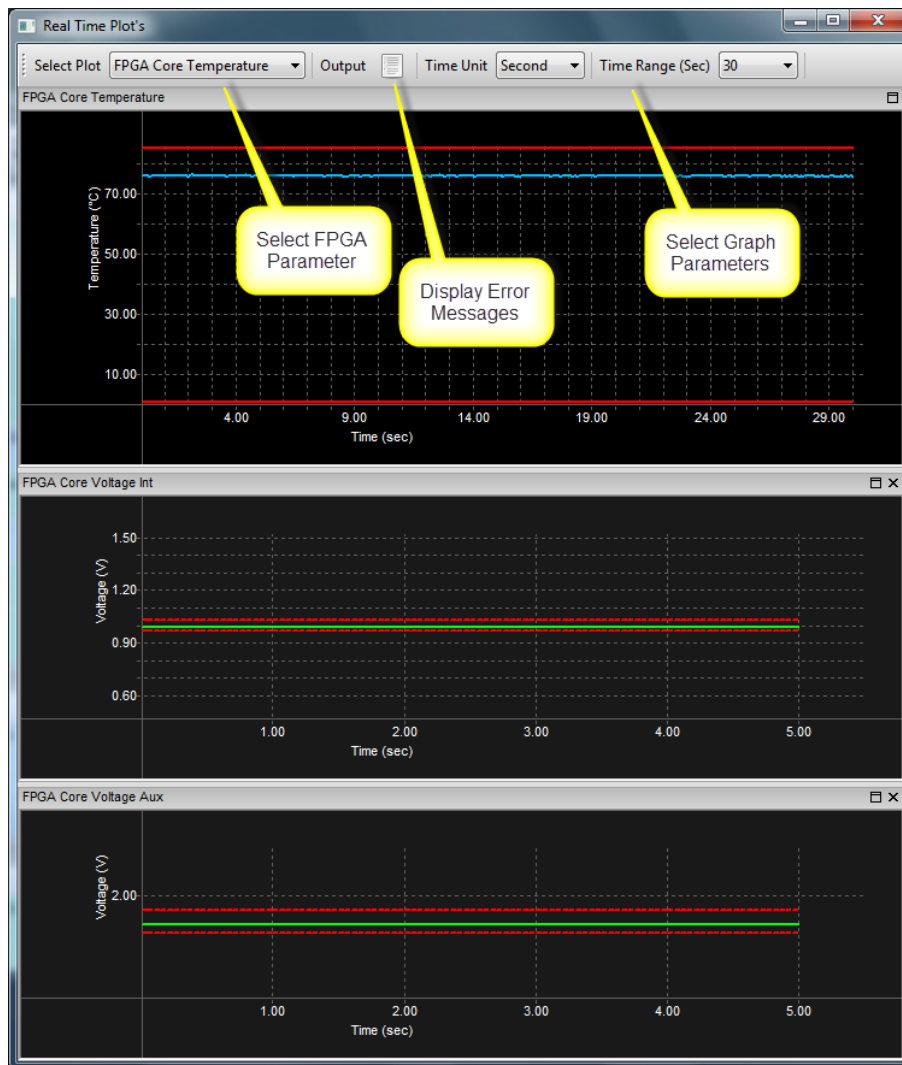 Real Time Plot's
Select Plot FPGA Core Temperature Output Time Unit Second Time Range (Sec) 30
FPGA Core Temperature
Temperature (°C)
70.00
50.00
30.00
10.00
Select FPGA
Parameter
Display Error
Messages
Select Graph
Parameters
4.00 9.00 14.00 19.00 24.00 29.00
Time (sec)
FPGA Core Voltage Int
Voltage (V)
1.50
1.20
0.90
0.60
1.00 2.00 3.00 4.00 5.00
Time (sec)
FPGA Core Voltage Aux
Voltage (V)
2.00
1.00 2.00 3.00 4.00 5.00
Time (sec)